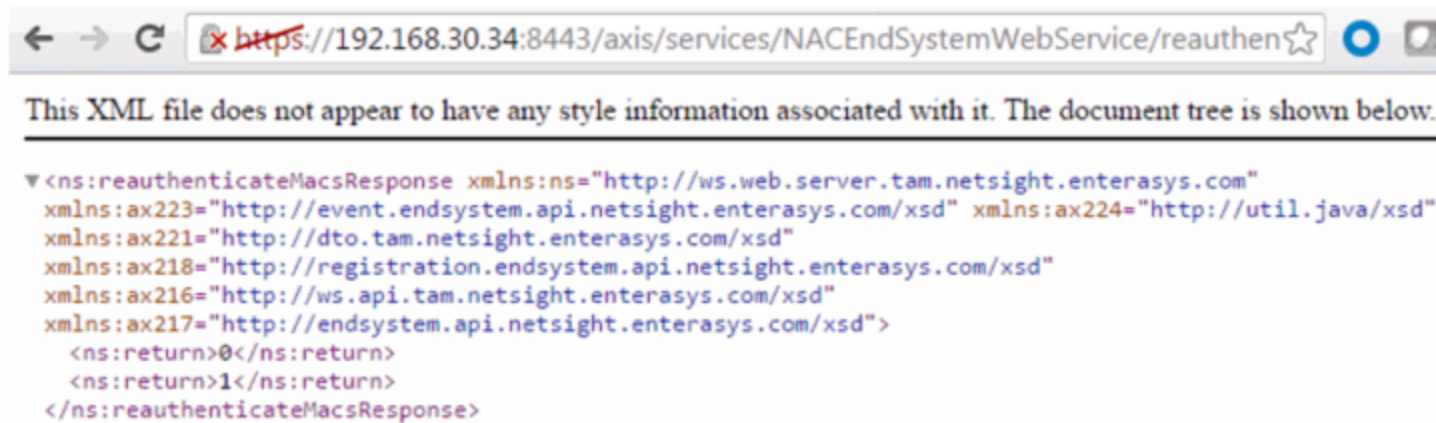 https://192.168.30.34:8443/axis/services/NACEndSystemWebService/reauthen
This XML file does not appear to have any style information associated with it. The document tree is shown below.
▼<ns:reauthenticateMacsResponse xmlns:ns="http://ws.web.server.tam.netsight.enterasys.com"
xmlns:ax223="http://event.endsystem.api.netsight.enterasys.com/xsd" xmlns:ax224="http://util.java/xsd"
xmlns:ax221="http://dto.tam.netsight.enterasys.com/xsd"
xmlns:ax218="http://registration.endsystem.api.netsight.enterasys.com/xsd"
xmlns:ax216="http://ws.api.tam.netsight.enterasys.com/xsd"
xmlns:ax217="http://endsystem.api.netsight.enterasys.com/xsd">
<ns:return>0</ns:return>
<ns:return>1</ns:return>
</ns:reauthenticateMacsResponse>